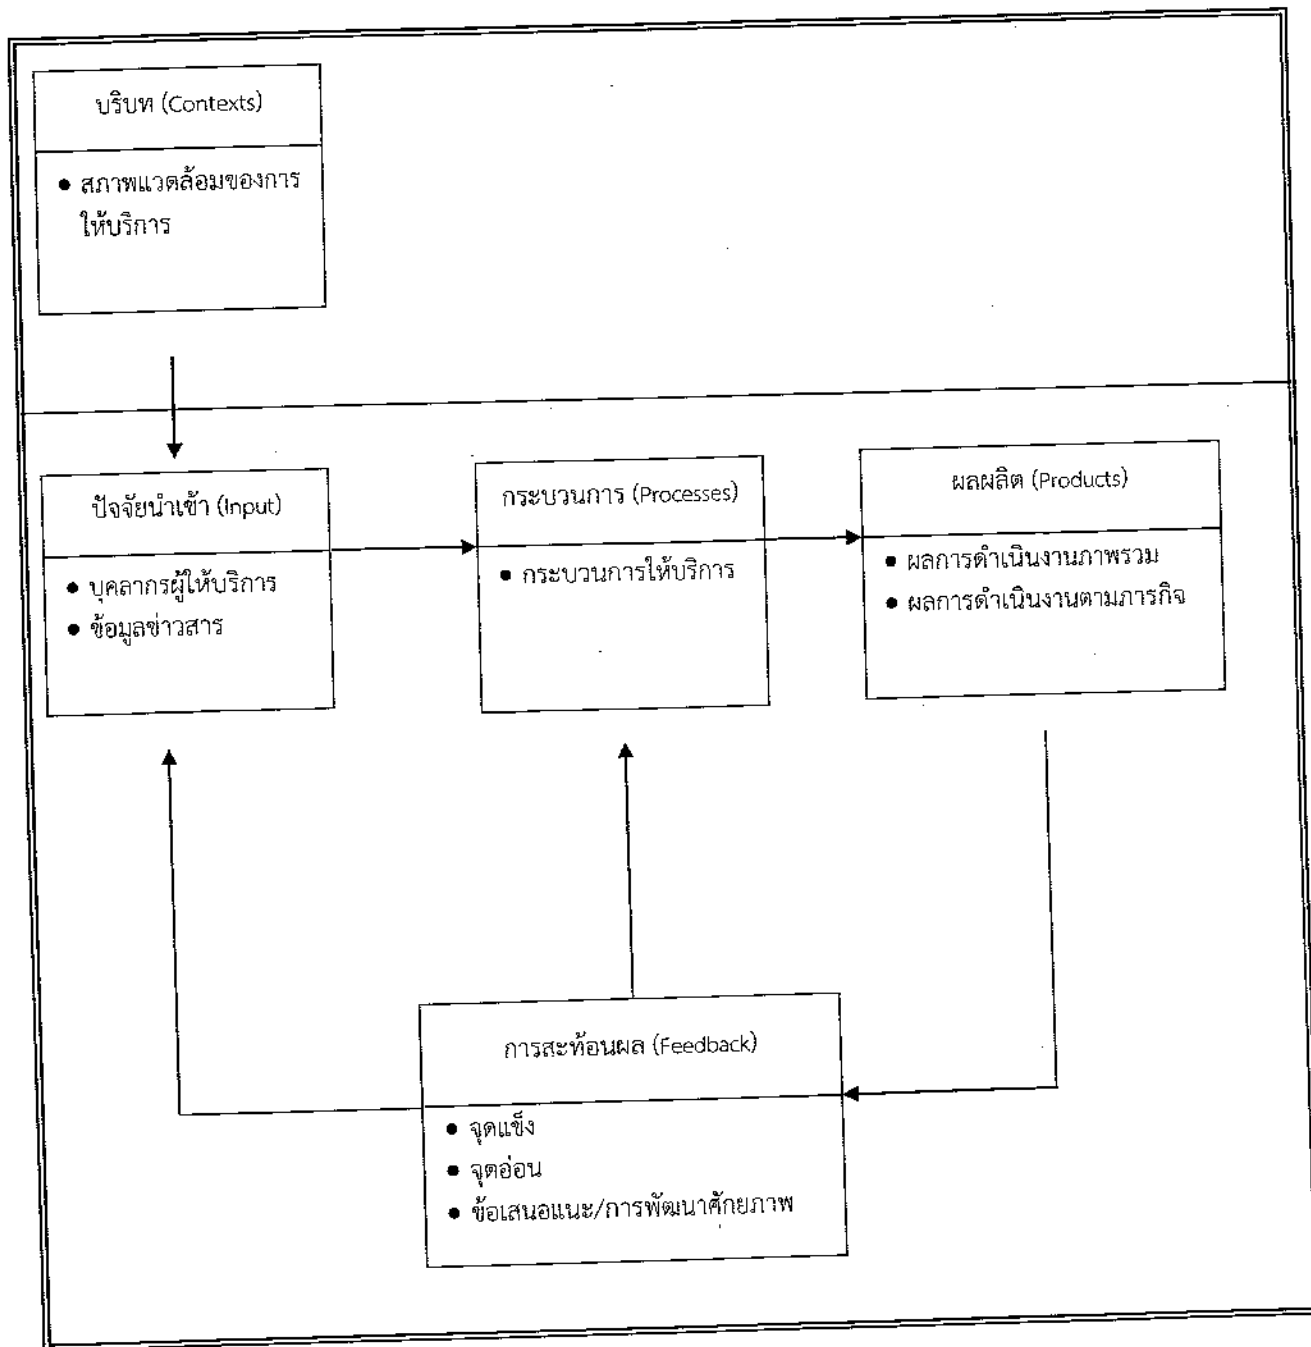 บริบท (Contexts)
● สภาพแวดล้อมของการ
ให้บริการ
ปัจจัยนำเข้า (Input)
● บุคลากรผู้ให้บริการ
● ข้อมูลข่าวสาร
กระบวนการ (Processes)
● กระบวนการให้บริการ
ผลผลิต (Products)
● ผลการดำเนินงานภาพรวม
● ผลการดำเนินงานตามภารกิจ
การสะท้อนผล (Feedback)
● จุดแข็ง
● จุดอ่อน
● ข้อเสนอแนะ/การพัฒนาศักยภาพ